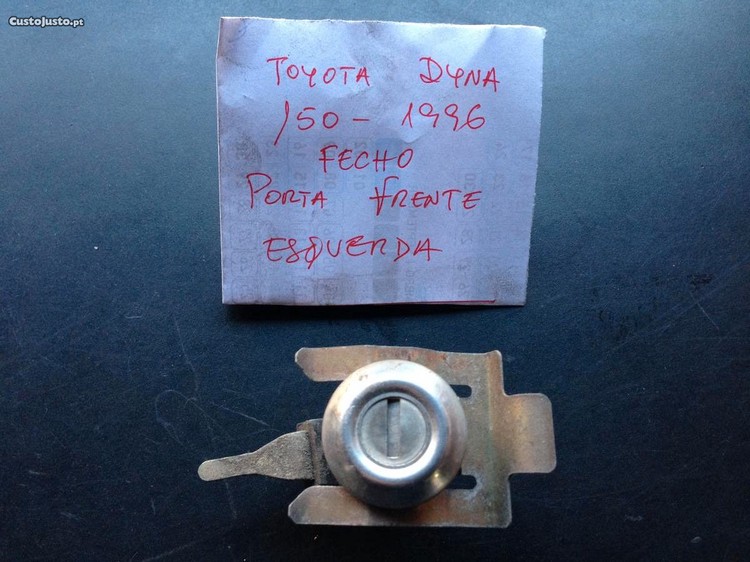 CustoJusto.pt
TOYOTA DYNA
150 - 1996
FECHO
PORTA FRENTE
ESQUERDA